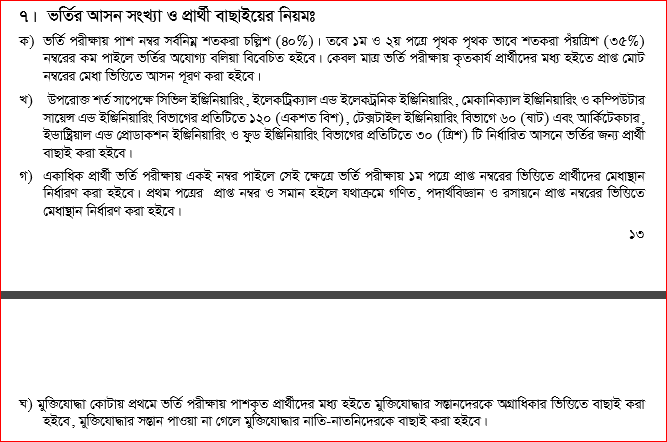 ৭। ভর্তির আসন সংখ্যা ও প্রার্থী বাছাইয়ের নিয়মঃ
ক) ভর্তি পরীক্ষায় পাশ নম্বর সর্বনিম্ন শতকরা চল্লিশ (৪০%)। তবে ১ম ও ২য় পত্রে পৃথক পৃথক ভাবে শতকরা পঁয়ত্রিশ (৩৫%)
নম্বরের কম পাইলে ভর্তির অযোগ্য বলিয়া বিবেচিত হইবে। কেবল মাত্র ভর্তি পরীক্ষায় কৃতকার্য প্রার্থীদের মধ্য হইতে প্রাপ্ত মোট
নম্বরের মেধা ভিত্তিতে আসন পূরণ করা হইবে।
খ) উপরোক্ত শর্ত সাপেক্ষে সিভিল ইঞ্জিনিয়ারিং, ইলেকট্রিক্যাল এন্ড ইলেকট্রনিক ইঞ্জিনিয়ারিং, মেকানিক্যাল ইঞ্জিনিয়ারিং ও কম্পিউটার
সায়েন্স এন্ড ইঞ্জিনিয়ারিং বিভাগের প্রতিটিতে ১২০ (একশত বিশ), টেক্সটাইল ইঞ্জিনিয়ারিং বিভাগে ৬০ (ষাট) এবং আর্কিটেকচার,
ইন্ডাষ্ট্রিয়াল এন্ড প্রোডাকশন ইঞ্জিনিয়ারিং ও ফুড ইঞ্জিনিয়ারিং বিভাগের প্রতিটিতে ৩০ (ত্রিশ) টি নির্ধারিত আসনে ভর্তির জন্য প্রার্থী
বাছাই করা হইবে।
গ) একাধিক প্রার্থী ভর্তি পরীক্ষায় একই নম্বর পাইলে সেই ক্ষেত্রে ভর্তি পরীক্ষায় ১ম পত্রে প্রাপ্ত নম্বরের ভিত্তিতে প্রার্থীদের মেধাস্থান
নির্ধারণ করা হইবে। প্রথম পত্রের প্রাপ্ত নম্বর ও সমান হইলে যথাক্রমে গণিত, পদার্থবিজ্ঞান ও রসায়নে প্রাপ্ত নম্বরের ভিত্তিতে
মেধাস্থান নির্ধারণ করা হইবে।
১৩
ঘ) মুক্তিযোদ্ধা কোটায় প্রথমে ভর্তি পরীক্ষায় পাশকৃত প্রার্থীদের মধ্য হইতে মুক্তিযোদ্ধার সন্তানদেরকে অগ্রাধিকার ভিত্তিতে বাছাই করা
হইবে, মুক্তিযোদ্ধার সন্তান পাওয়া না গেলে মুক্তিযোদ্ধার নাতি-নাতনিদেরকে বাছাই করা হইবে।